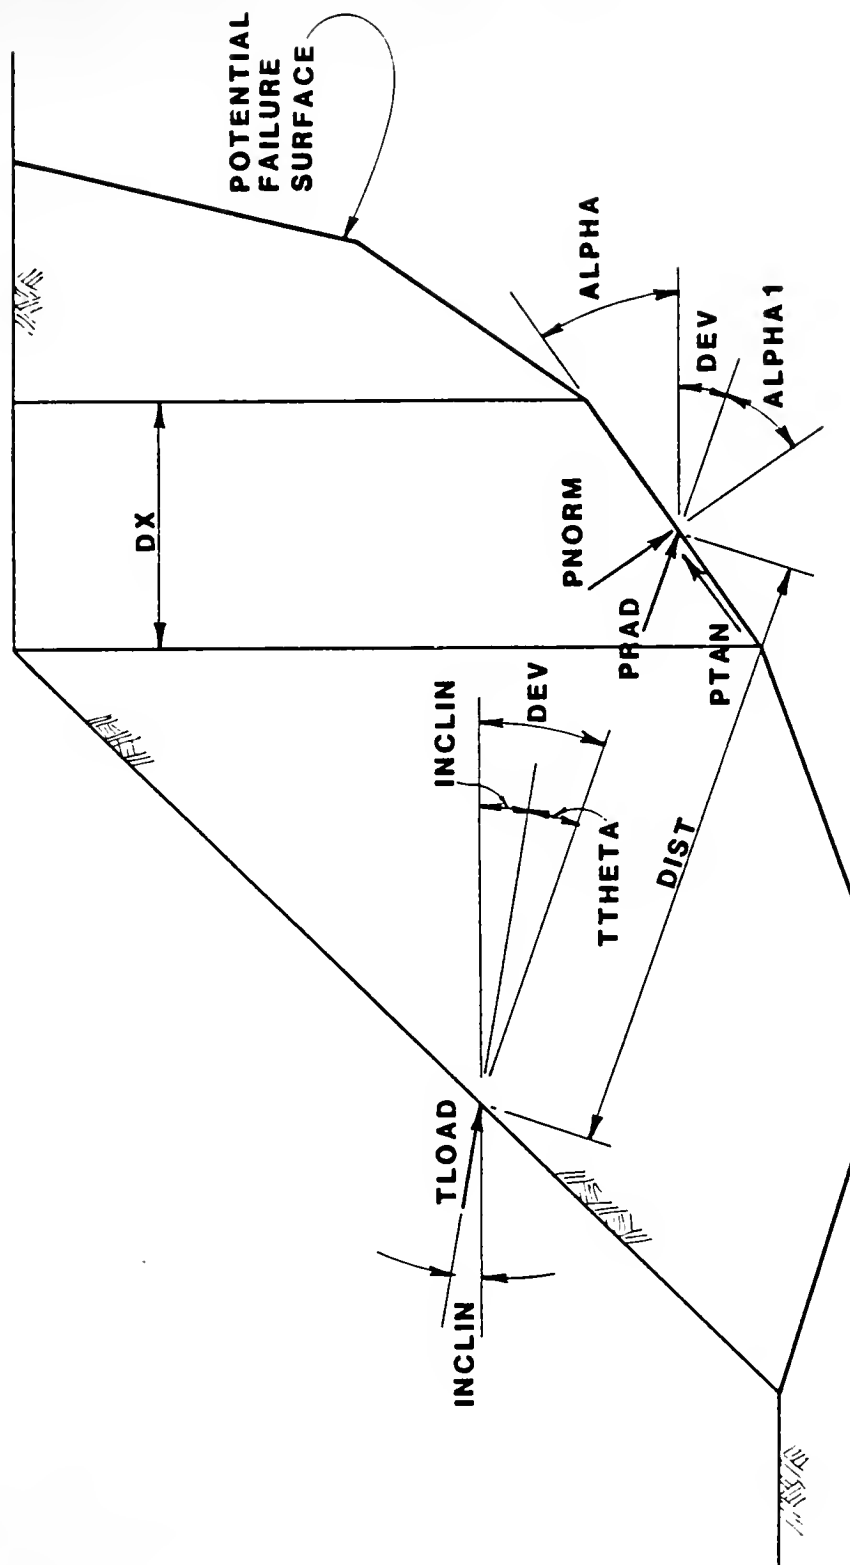 POTENTIAL
FAILURE
SURFACE
DX
ALPHA
DEV
ALPHA1
PNORM
PRAD
PTAN
INCLIN
DEV
TTHETA
DIST
TLOAD
INCLIN